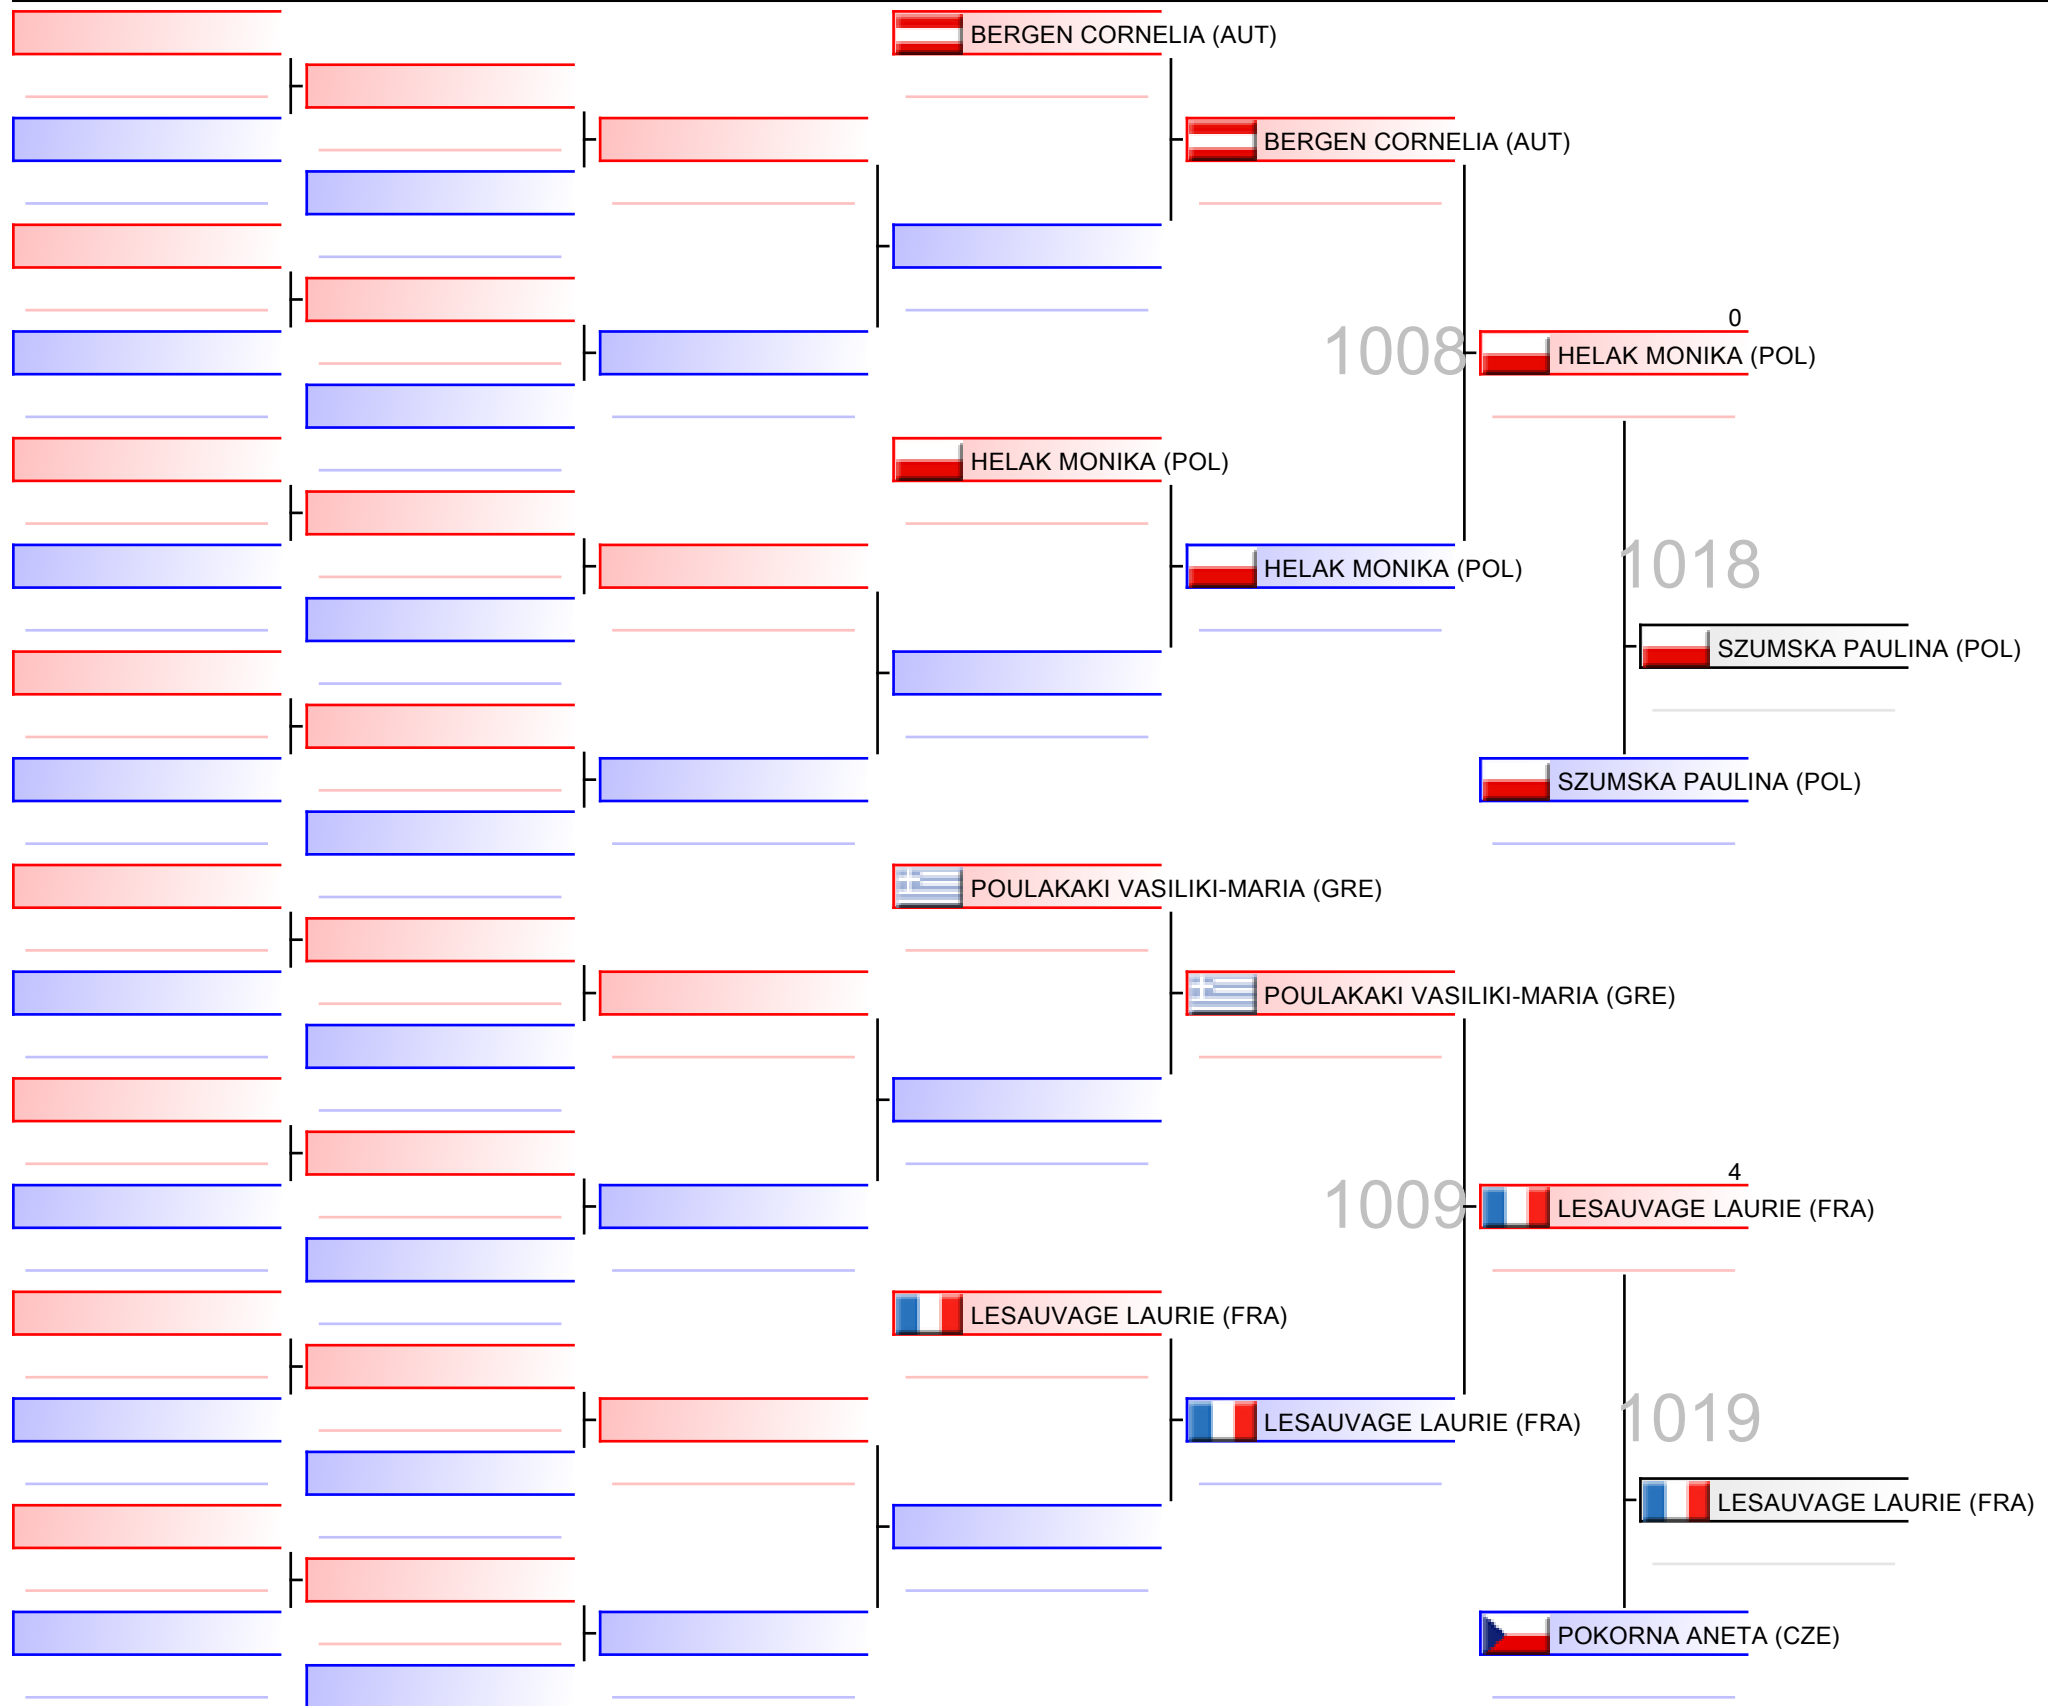 BERGEN CORNELIA (AUT)
BERGEN CORNELIA (AUT)
0
1008
HELAK MONIKA (POL)
HELAK MONIKA (POL)
1018
HELAK MONIKA (POL)
SZUMSKA PAULINA (POL)
SZUMSKA PAULINA (POL)
POULAKAKI VASILIKI-MARIA (GRE)
POULAKAKI VASILIKI-MARIA (GRE)
4
1009
LESAUVAGE LAURIE (FRA)
LESAUVAGE LAURIE (FRA)
1019
LESAUVAGE LAURIE (FRA)
LESAUVAGE LAURIE (FRA)
POKORNA ANETA (CZE)